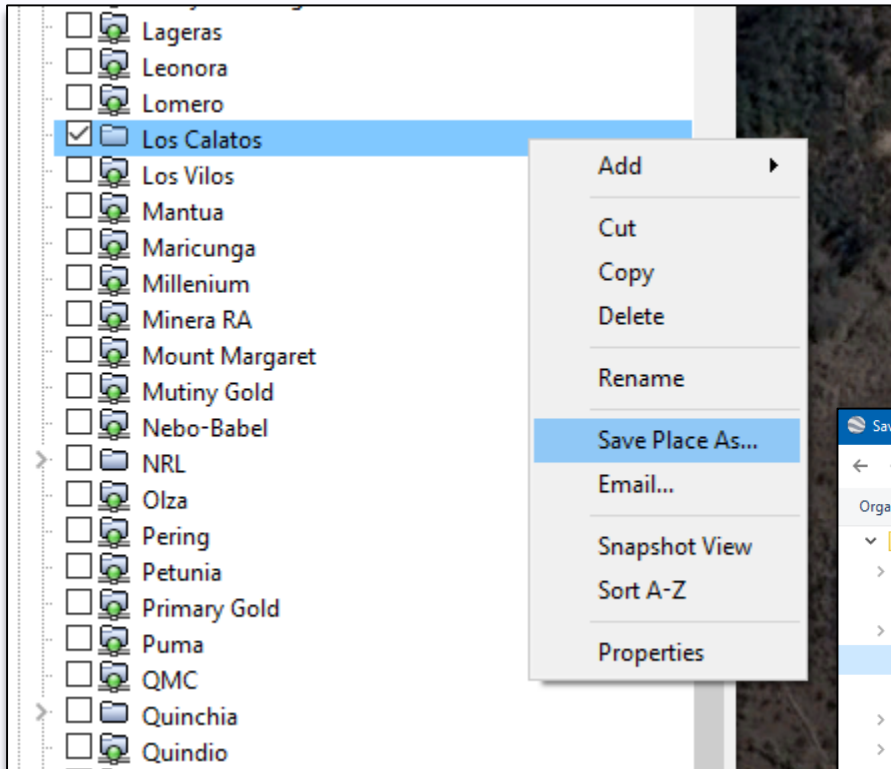 Lageras
Leonora
Lomero
Los Calatos
Los Vilos
Mantua
Maricunga
Millenium
Minera RA
Mount Margaret
Mutiny Gold
Nebo-Babel
NRL
Olza
Pering
Petunia
Primary Gold
Puma
QMC
Quinchia
Quindio
Add
Cut
Copy
Delete
Rename
Save Place As...
Email...
Snapshot View
Sort A-Z
Properties
Sav
Orga